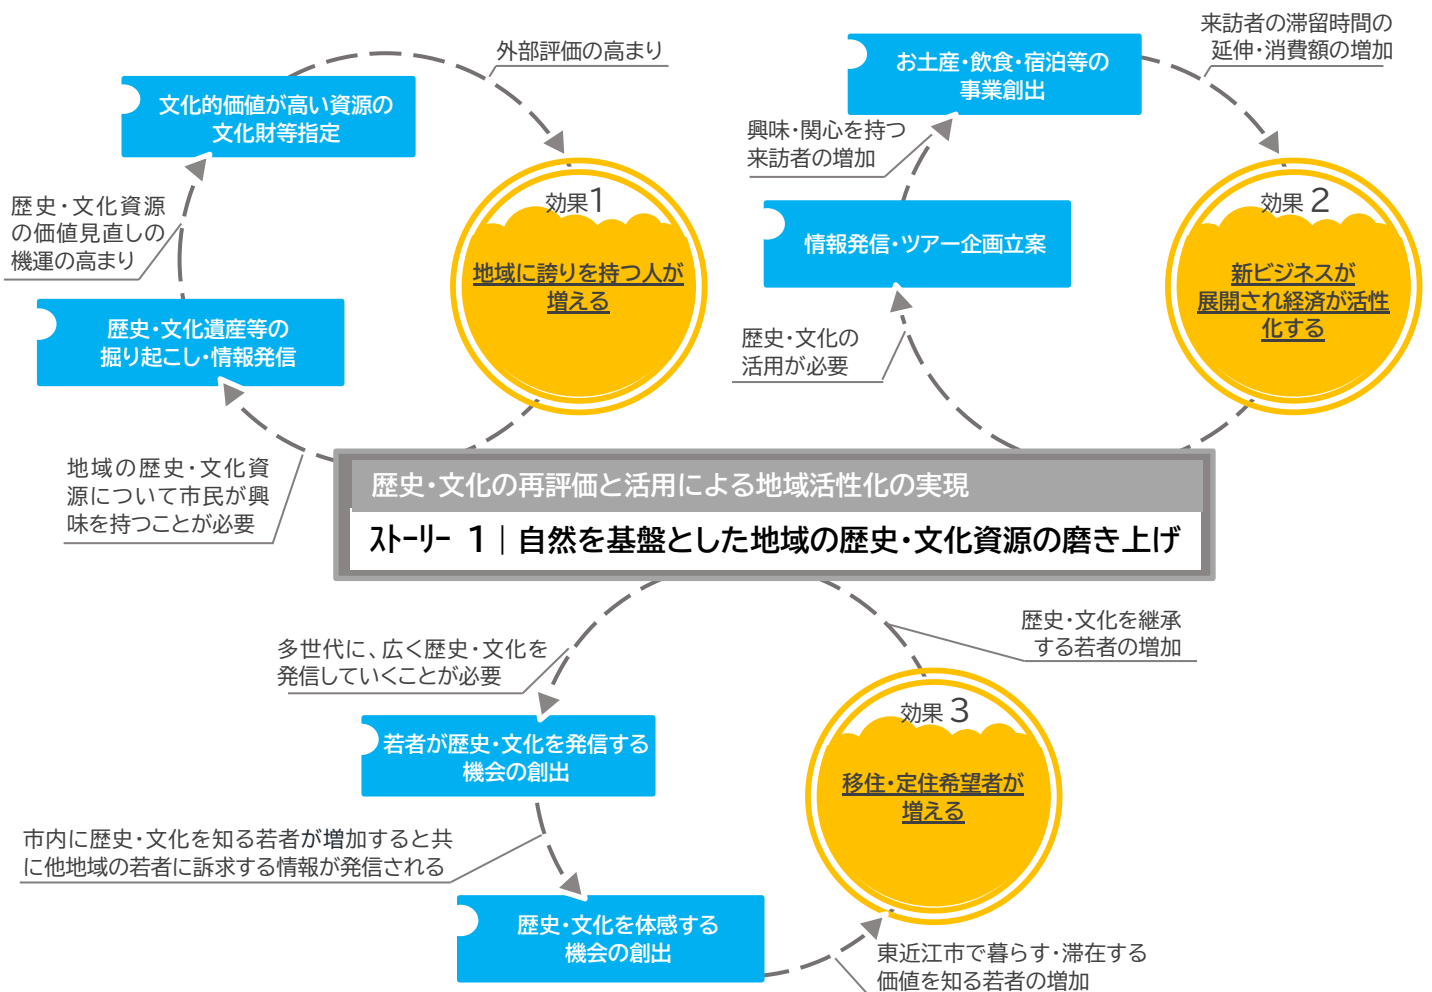 外部評価の高まり
文化的価値が高い資源の
文化財等指定
歴史・文化資源
の価値見直しの
機運の高まり
効果1
地域に誇りを持つ人が
増える
歴史・文化遺産等の
掘り起こし・情報発信
地域の歴史・文化資
源について市民が興
味を持つことが必要
来訪者の滞留時間の
延伸・消費額の増加
お土産・飲食・宿泊等の
事業創出
興味・関心を持つ
来訪者の増加
効果 2
情報発信・ツアー企画立案
新ビジネスが
展開され経済が活性
化する
歴史・文化の
活用が必要
歴史・文化の再評価と活用による地域活性化の実現
ｽﾄｰﾘｰ 1｜自然を基盤とした地域の歴史・文化資源の磨き上げ
多世代に、広く歴史・文化を
発信していくことが必要
歴史・文化を継承
する若者の増加
若者が歴史・文化を発信する
機会の創出
効果 3
移住・定住希望者が
増える
市内に歴史・文化を知る若者が増加すると共
に他地域の若者に訴求する情報が発信される
歴史・文化を体感する
機会の創出
東近江市で暮らす・滞在する
価値を知る若者の増加